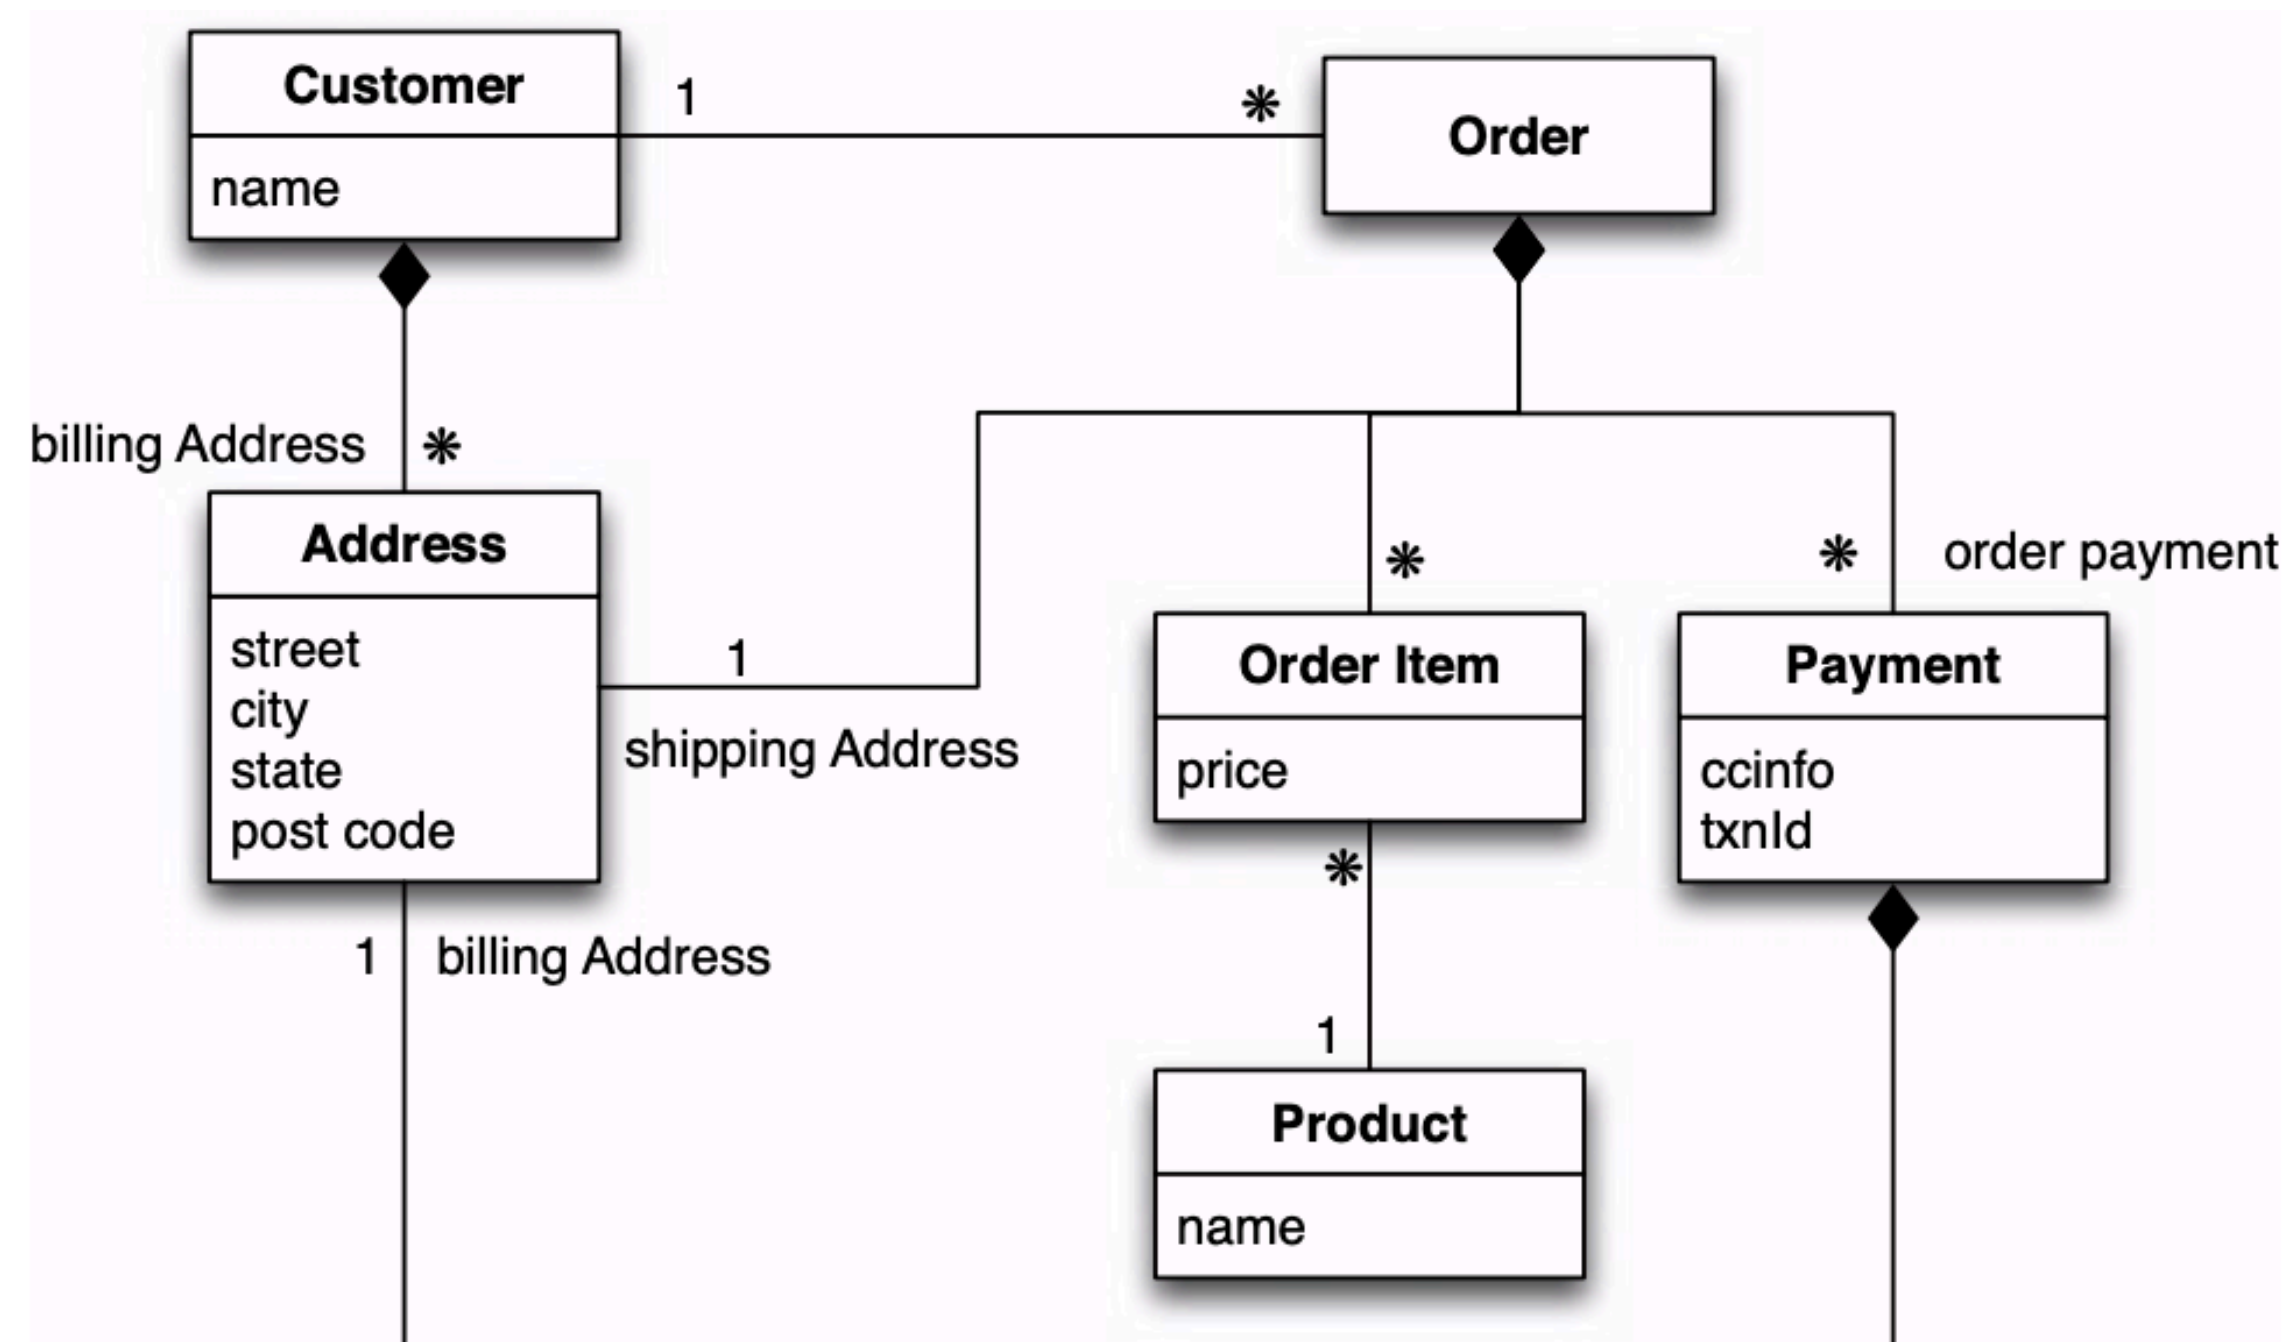 Customer
name
1
*
Order
billing Address
*
Address
street
city
state
post code
1
shipping Address
*
Order Item
price
*
order payment
Payment
ccinfo
txnId
1
billing Address
*
1
Product
name